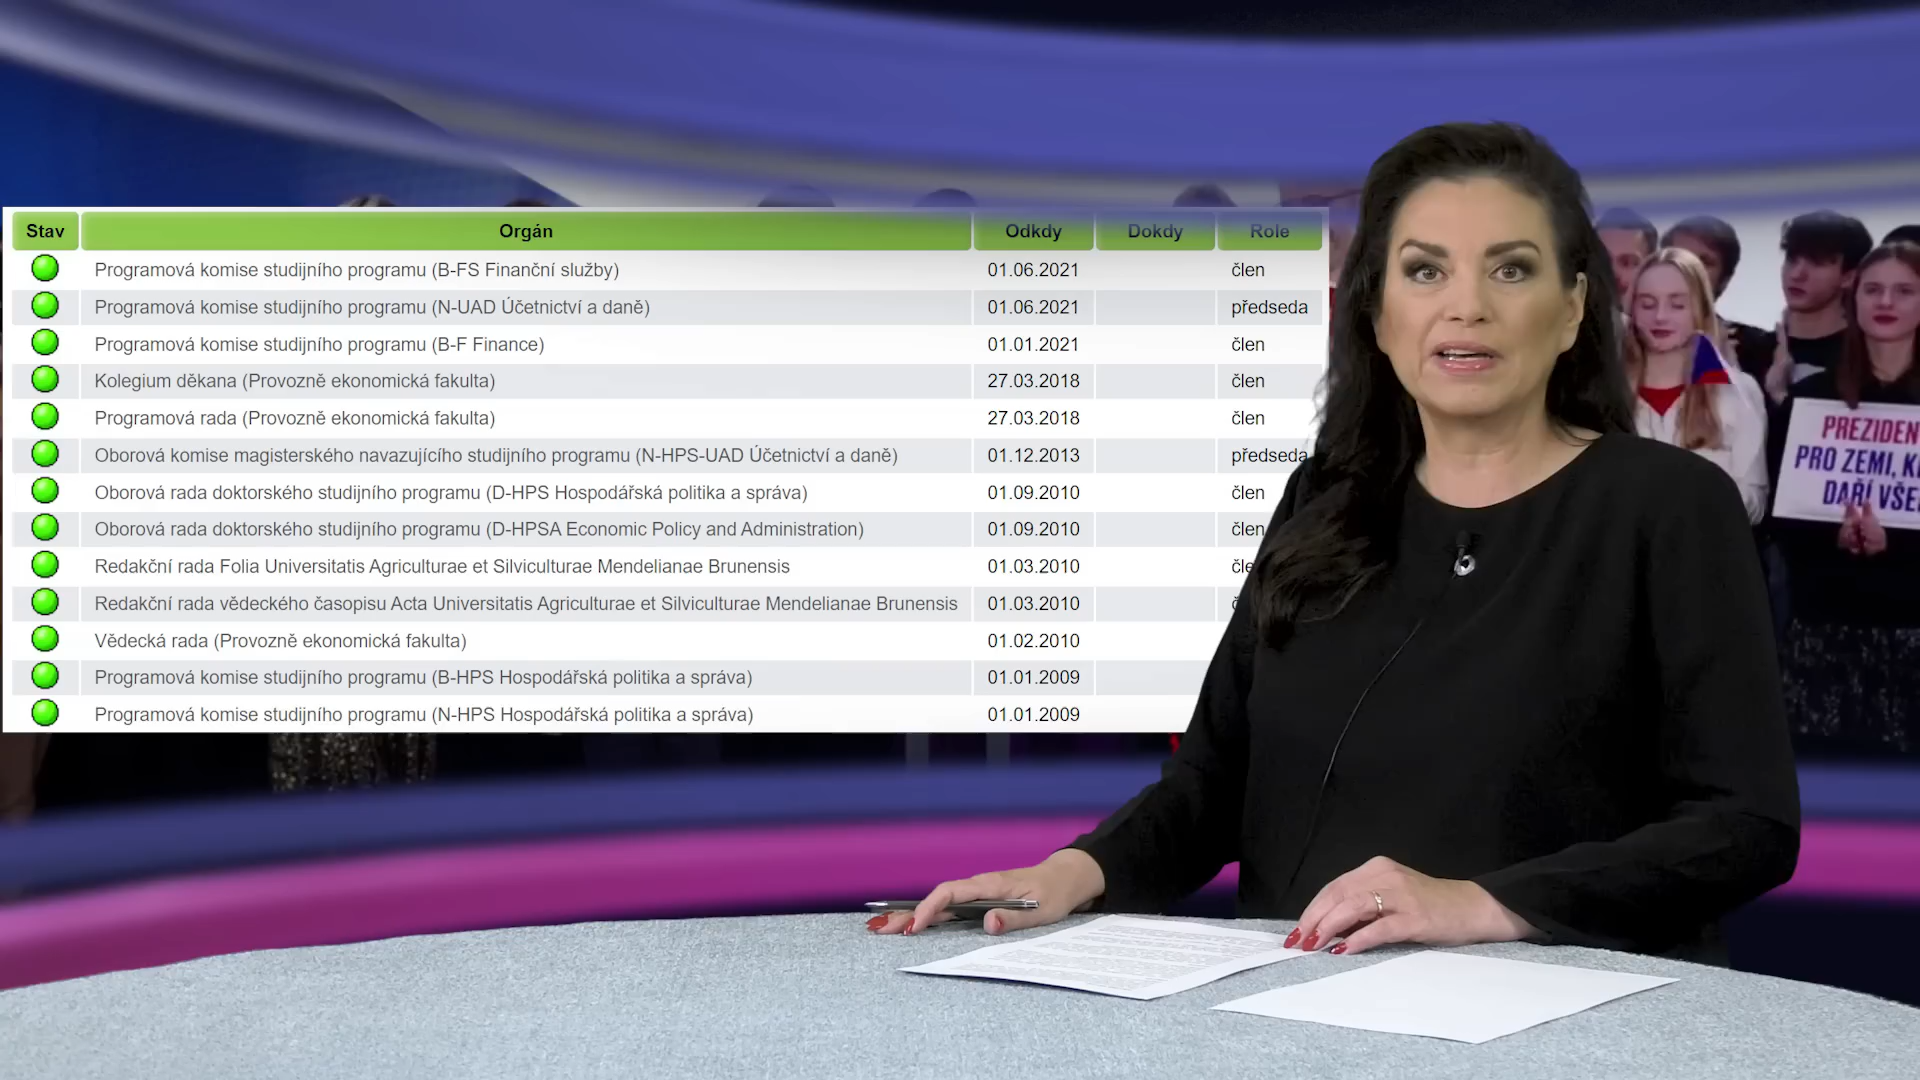 Stav Orgán Odkdy Dokdy Role
Programová komise studijního programu (B-FS Finanční služby) 01.06.2021 člen
Programová komise studijního programu (N-UAD Účetnictví a daně) 01.06.2021 předseda
Programová komise studijního programu (B-F Finance) 01.01.2021 člen
Kolegium děkana (Provozně ekonomická fakulta) 27.03.2018 člen
Programová rada (Provozně ekonomická fakulta) 27.03.2018 člen
Oborová komise magisterského navazujícího studijního programu (N-HPS-UAD Účetnictví a daně) 01.12.2013 předseda
Oborová rada doktorského studijního programu (D-HPS Hospodářská politika a správa) 01.09.2010 člen
Oborová rada doktorského studijního programu (D-HPSA Economic Policy and Administration) 01.09.2010 člen
Redakční rada Folia Universitatis Agriculturae et Silviculturae Mendelianae Brunensis 01.03.2010
Redakční rada vědeckého časopisu Acta Universitatis Agriculturae et Silviculturae Mendelianae Brunensis 01.03.2010
Vědecká rada (Provozně ekonomická fakulta) 01.02.2010
Programová komise studijního programu (B-HPS Hospodářská politika a správa) 01.01.2009
Programová komise studijního programu (N-HPS Hospodářská politika a správa) 01.01.2009
PREZIDEN
PRO ZEMI, K
DAŘÍ VŠE